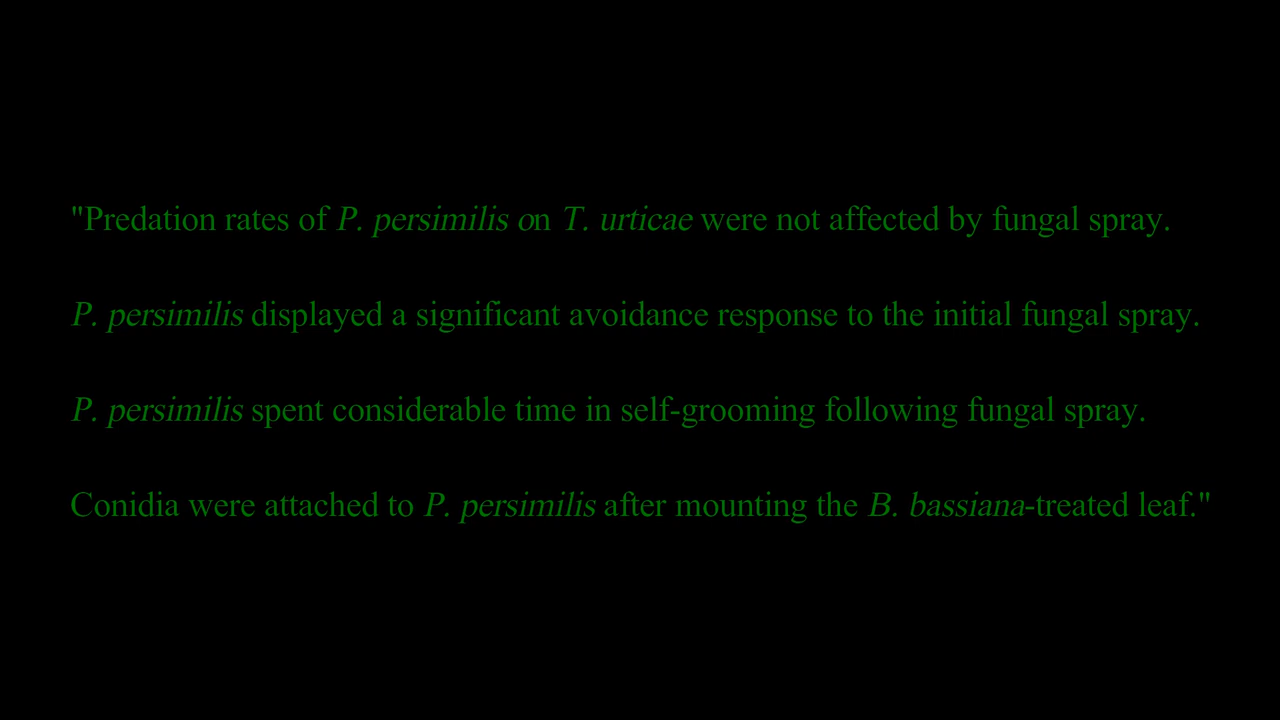 "Predation rates of P. persimilis on T. urticae were not affected by fungal spray.
P. persimilis displayed a significant avoidance response to the initial fungal spray.
P. persimilis spent considerable time in self-grooming following fungal spray.
Conidia were attached to P. persimilis after mounting the B. bassiana-treated leaf."